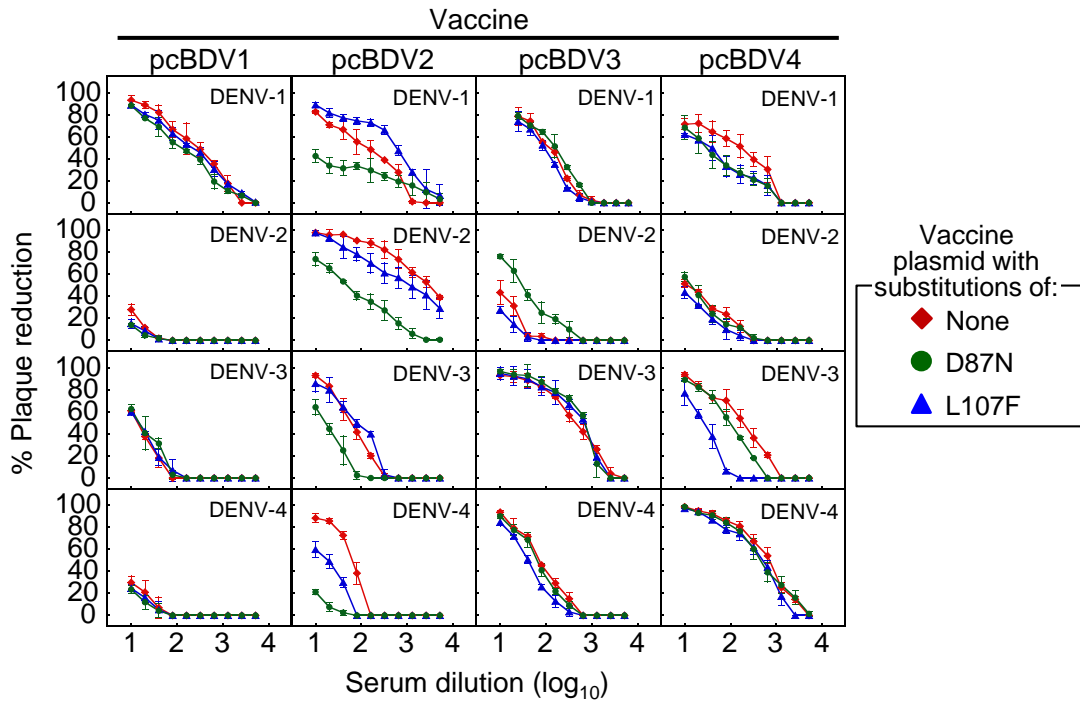 Vaccine
pcBDV1 pcBDV2 pcBDV3 pcBDV4
% Plaque reduction
100 DENV-1 DENV-1 DENV-1 DENV-1
80
60
40
20
0
100 DENV-2 DENV-2 DENV-2 DENV-2
80
60
40
20
0
100 DENV-3 DENV-3 DENV-3 DENV-3
80
60
40
20
0
100 DENV-4 DENV-4 DENV-4 DENV-4
80
60
40
20
0
1 2 3 4 1 2 3 4 1 2 3 4 1 2 3 4
Serum dilution (log₁₀)
Vaccine
plasmid with
substitutions of:
None
D87N
L107F